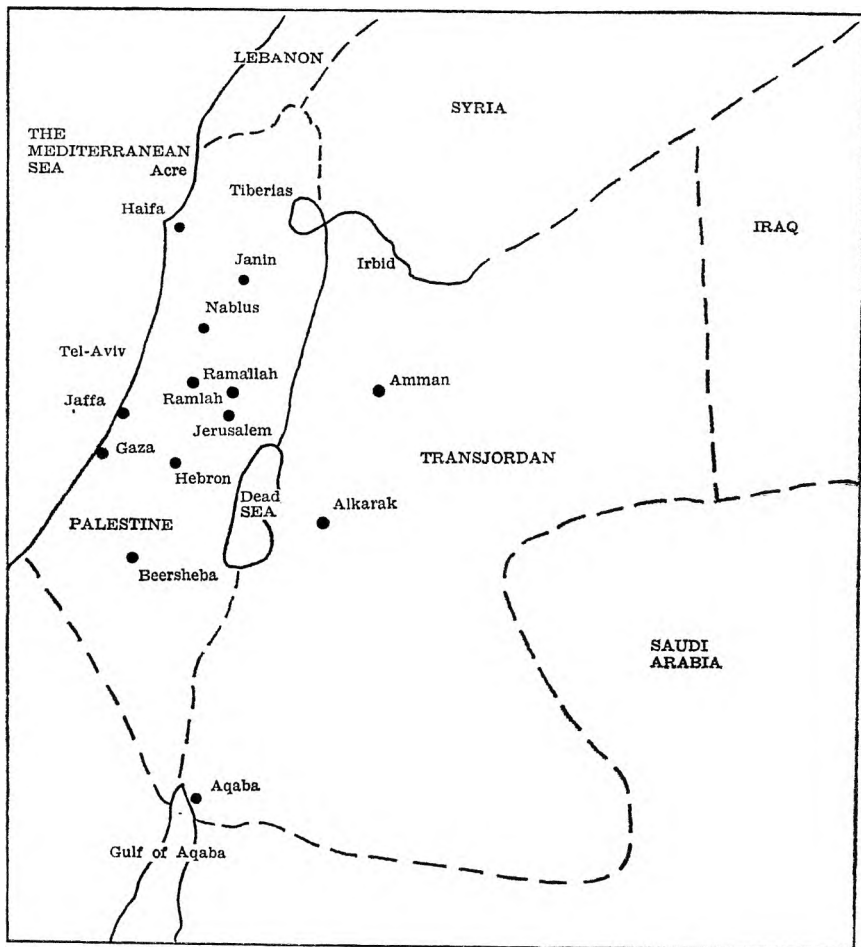 LEBANON
SYRIA
THE
MEDITERRANEAN
SEA
Acre
Tiberias
Haifa
IRAQ
Janin
Irbid
Nablus
Tel-Aviv
Ramallah
Amman
Ramlah
Jaffa
Jerusalem
Gaza
TRANSJORDAN
Hebron
Dead
SEA
Alkarak
PALESTINE
Beersheba
SAUDI
ARABIA
Aqaba
Gulf of Aqaba